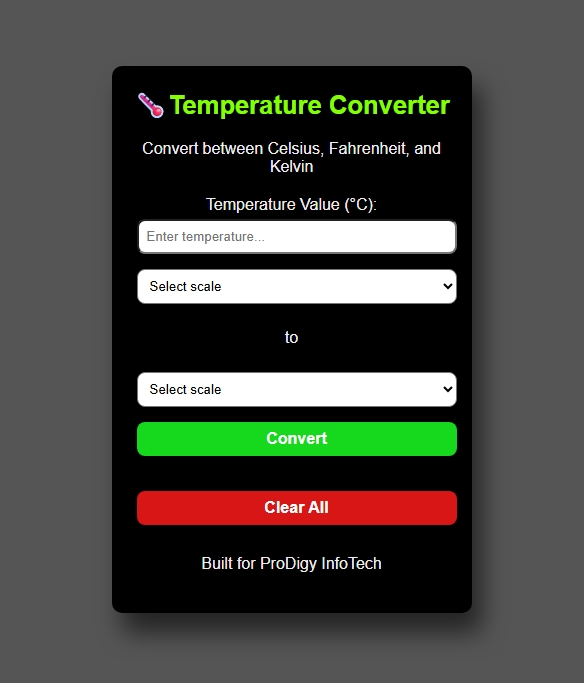 Temperature Converter
Convert between Celsius, Fahrenheit, and
Kelvin
Temperature Value (°C):
Enter temperature...
Select scale
to
Select scale
Convert
Clear All
Built for ProDigy InfoTech